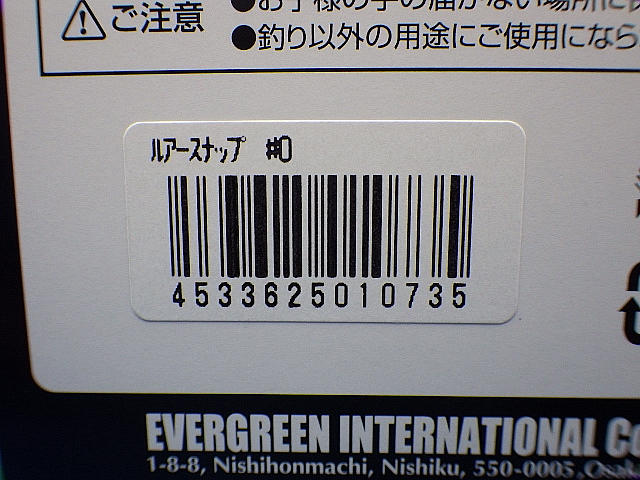 ご注意
●お子様の手の届かない場所に
●釣り以外の用途にご使用になら
ルアースナップ #0
4533625010735
EVERGREEN INTERNATIONAL Co
1-8-8, Nishihonmachi, Nishiku, 550-0005, Osaka